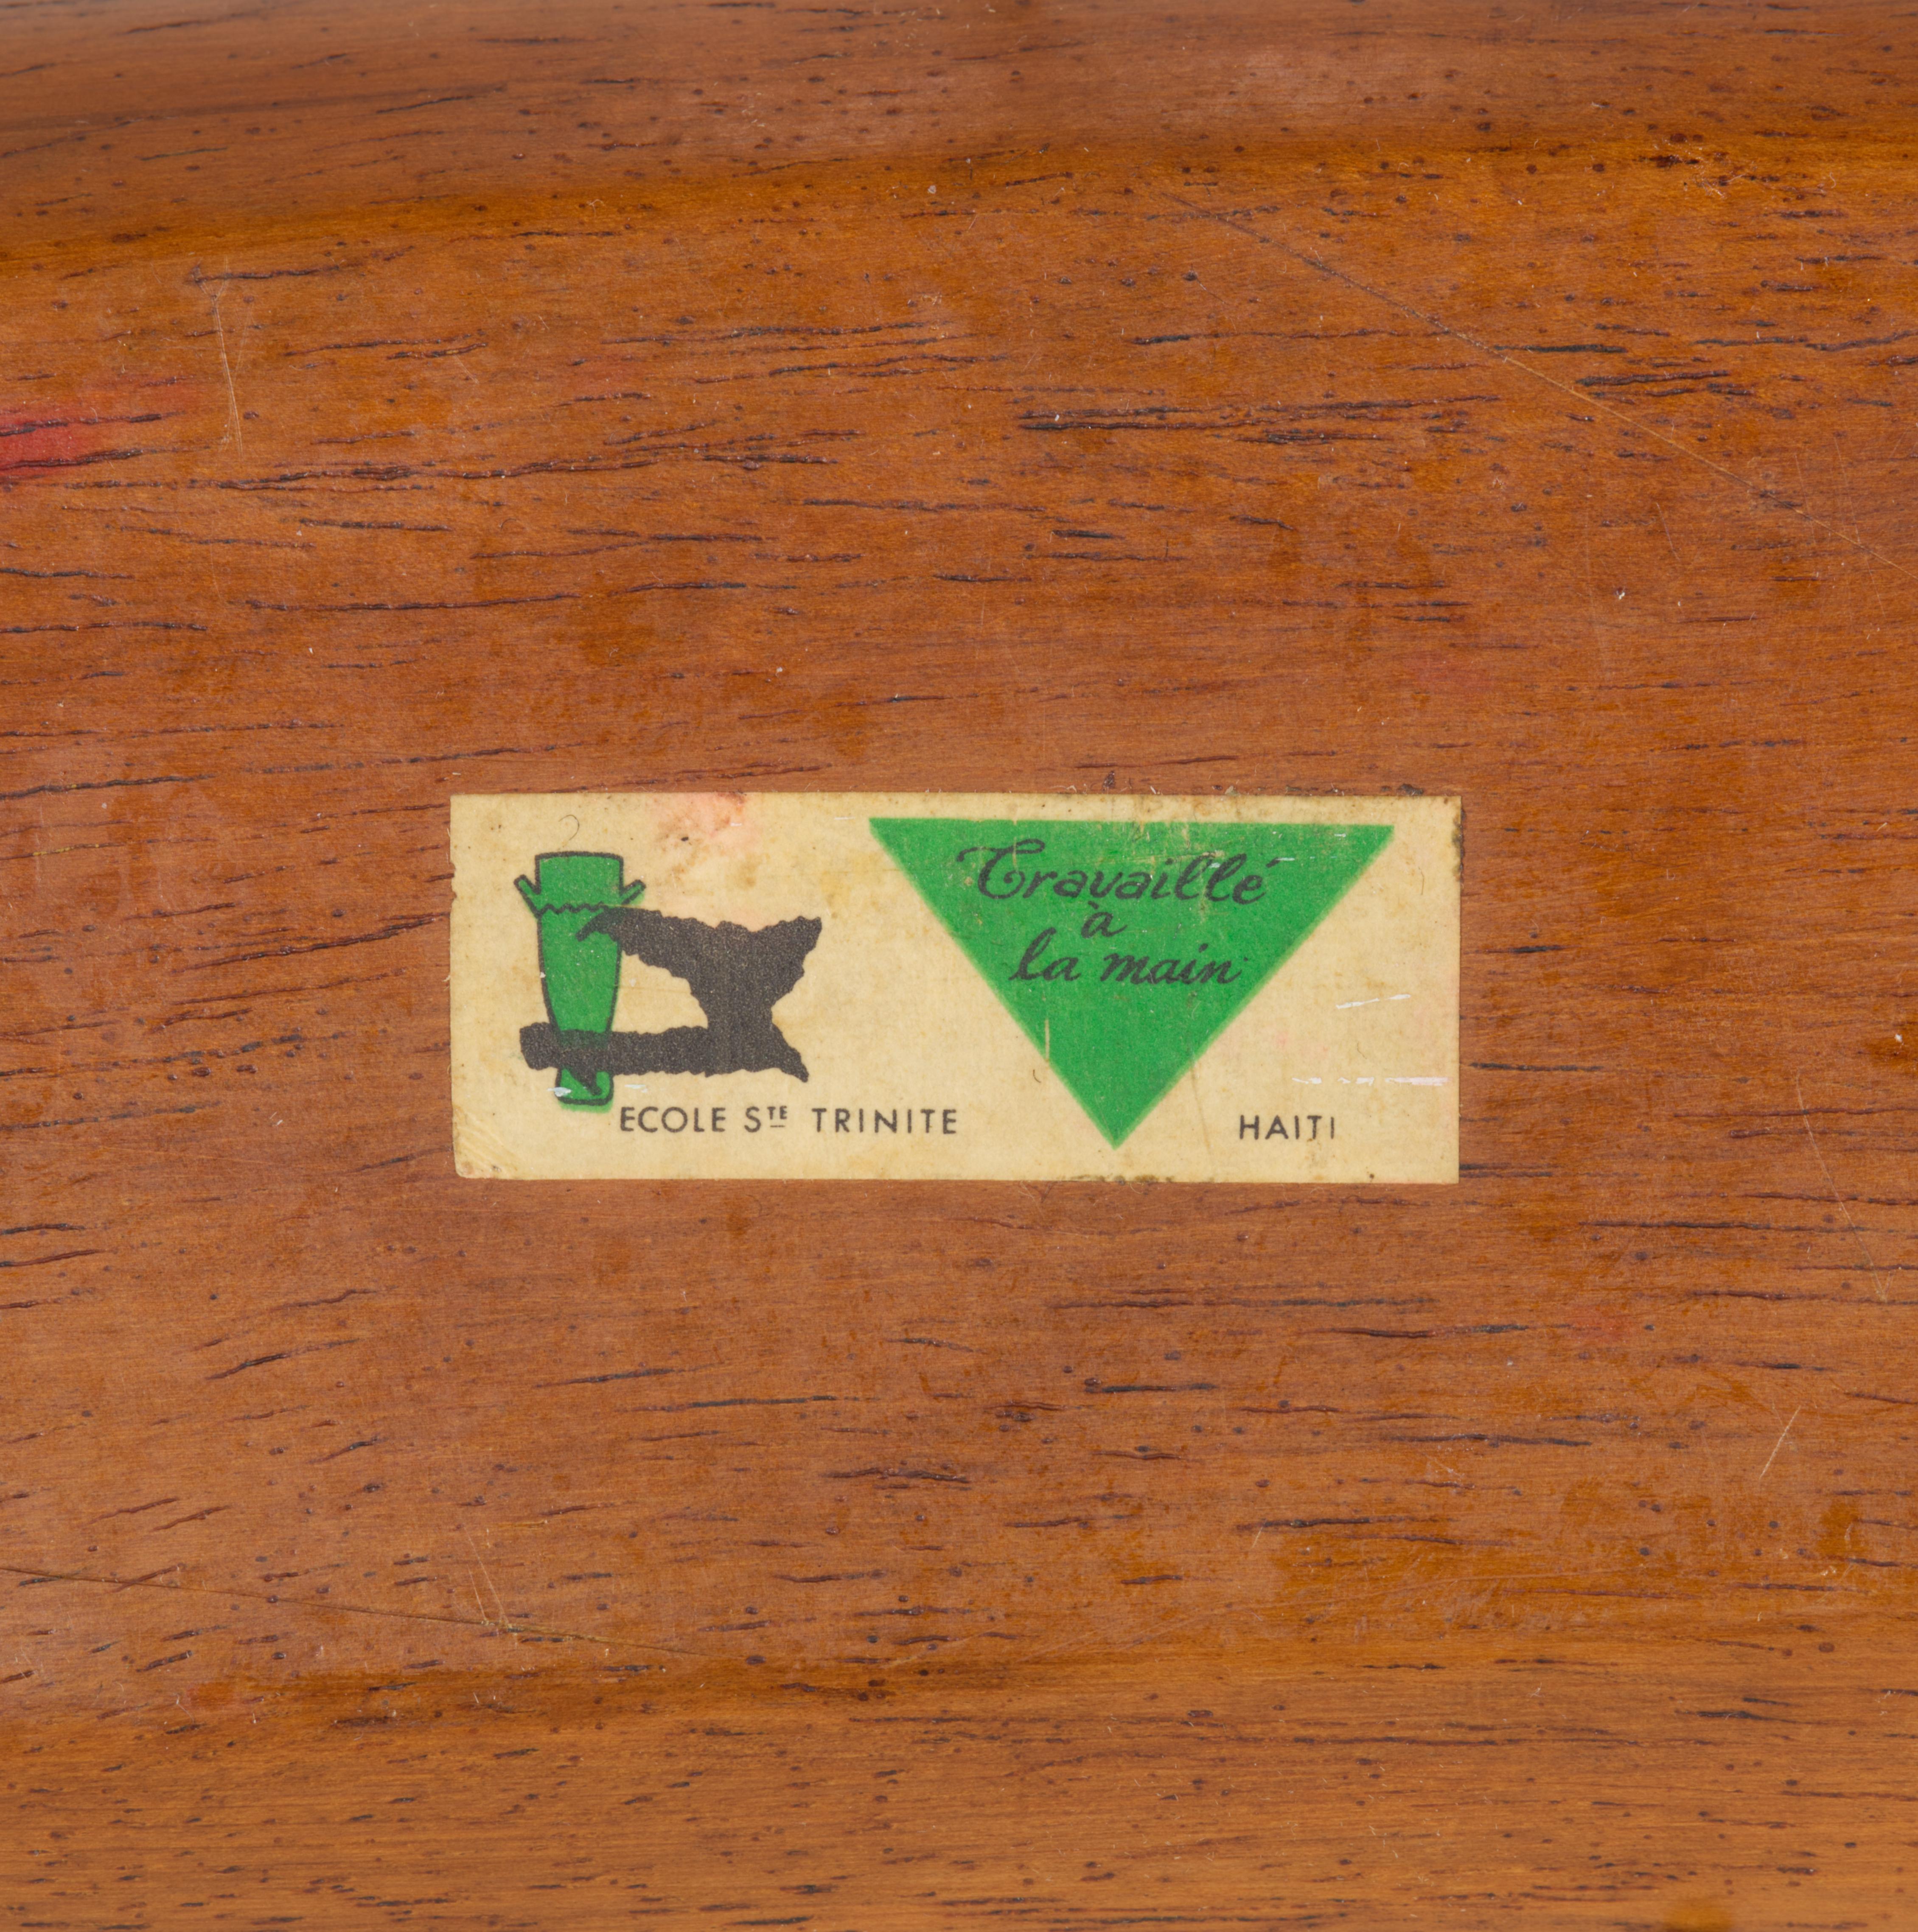 Travaillé
à
la main
ECOLE STE TRINITE
HAITI